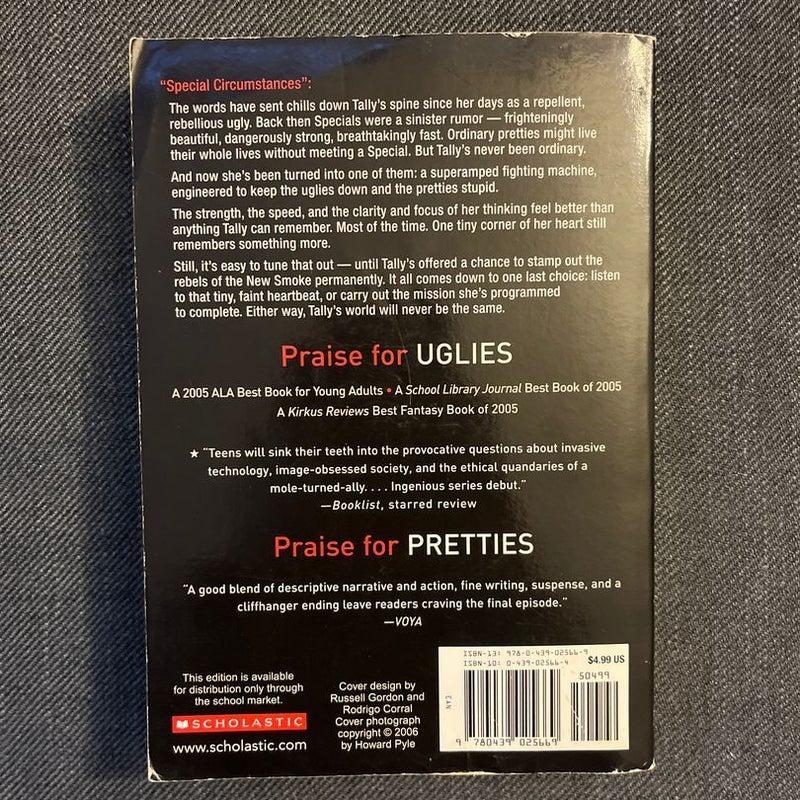 “Special Circumstances”:
The words have sent chills down Tally’s spine since her days as a repellent,
rebellious ugly. Back then Specials were a sinister rumor — frighteningly
beautiful, dangerously strong, breathtakingly fast. Ordinary pretties might live
their whole lives without meeting a Special. But Tally’s never been ordinary.
And now she’s been turned into one of them: a superamped fighting machine,
engineered to keep the uglies down and the pretties stupid.
The strength, the speed, and the clarity and focus of her thinking feel better than
anything Tally can remember. Most of the time. One tiny corner of her heart still
remembers something more.
Still, it’s easy to tune that out — until Tally’s offered a chance to stamp out the
rebels of the New Smoke permanently. It all comes down to one last choice: listen
to that tiny, faint heartbeat, or carry out the mission she’s programmed
to complete. Either way, Tally’s world will never be the same.
Praise for UGLIES
A 2005 ALA Best Book for Young Adults • A School Library Journal Best Book of 2005
A Kirkus Reviews Best Fantasy Book of 2005
★ “Teens will sink their teeth into the provocative questions about invasive
technology, image-obsessed society, and the ethical quandaries of a
mole-turned-ally. . . . Ingenious series debut.”
—Booklist, starred review
Praise for PRETTIES
“A good blend of descriptive narrative and action, fine writing, suspense, and a
cliffhanger ending leave readers craving the final episode.”
—VOYA
This edition is available
for distribution only through
the school market.
SCHOLASTIC
www.scholastic.com
Cover design by
Russell Gordon and
Rodrigo Corral
Cover photograph
copyright © 2006
by Howard Pyle
ISBN-13: 978-0-439-02566-9
ISBN-10: 0-439-02566-4
$4.99 US
50499
NY2
9 780439 025669